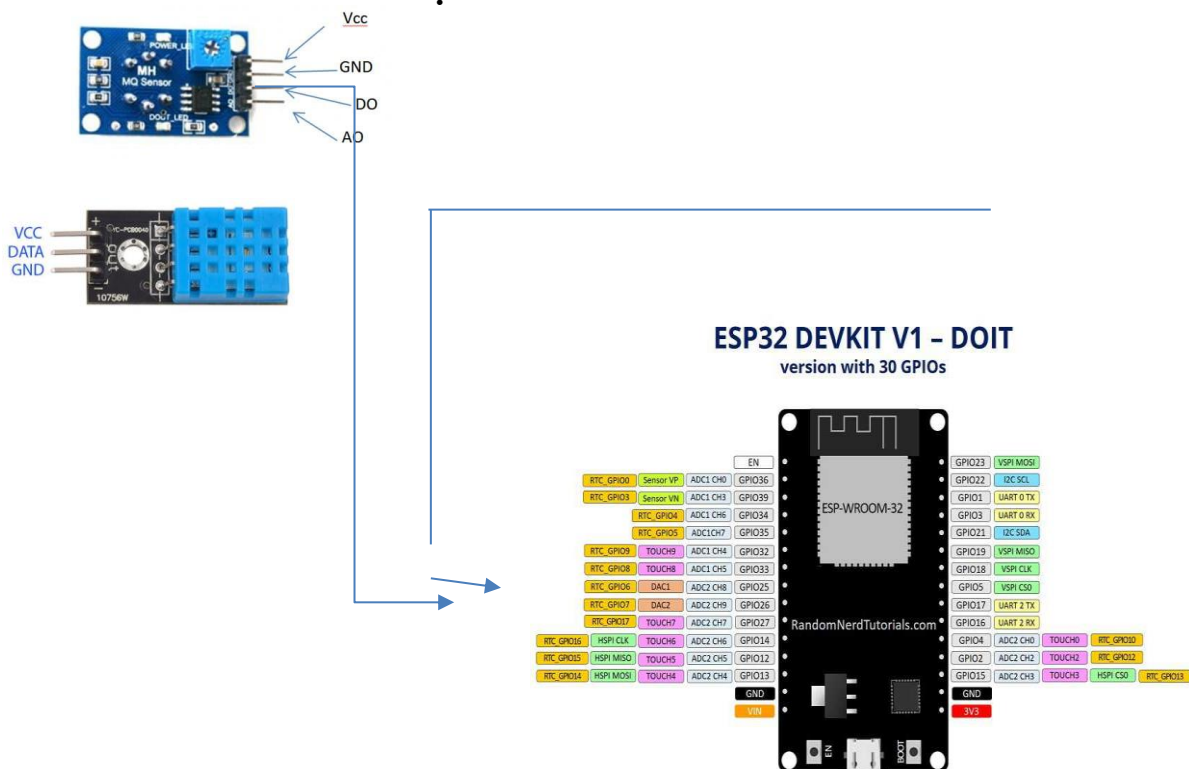 Vcc
GND
DO
AO
POWER_LED
MH
MQ Sensor
DOUT_LED
VCC
DATA
GND
+
YC-PCB0040
out
-
10756W
ESP32 DEVKIT V1 – DOIT
version with 30 GPIOs
EN
RTC_GPIO0 Sensor VP ADC1 CH0 GPIO36
RTC_GPIO3 Sensor VN ADC1 CH3 GPIO39
RTC_GPIO4 ADC1 CH6 GPIO34
RTC_GPIO5 ADC1CH7 GPIO35
RTC_GPIO9 TOUCH9 ADC1 CH4 GPIO32
RTC_GPIO8 TOUCH8 ADC1 CH5 GPIO33
RTC_GPIO6 DAC1 ADC2 CH8 GPIO25
RTC_GPIO7 DAC2 ADC2 CH9 GPIO26
RTC_GPIO17 TOUCH7 ADC2 CH7 GPIO27
RTC_GPIO16 HSPI CLK TOUCH6 ADC2 CH6 GPIO14
RTC_GPIO15 HSPI MISO TOUCH5 ADC2 CH5 GPIO12
RTC_GPIO14 HSPI MOSI TOUCH4 ADC2 CH4 GPIO13
GND
VIN
ESP-WROOM-32
RandomNerdTutorials.com
EN
BOOT
GPIO23 VSPI MOSI
GPIO22 I2C SCL
GPIO1 UART 0 TX
GPIO3 UART 0 RX
GPIO21 I2C SDA
GPIO19 VSPI MISO
GPIO18 VSPI CLK
GPIO5 VSPI CS0
GPIO17 UART 2 TX
GPIO16 UART 2 RX
GPIO4 ADC2 CH0 TOUCH0 RTC_GPIO10
GPIO2 ADC2 CH2 TOUCH2 RTC_GPIO12
GPIO15 ADC2 CH3 TOUCH3 HSPI CS0 RTC_GPIO13
GND
3V3